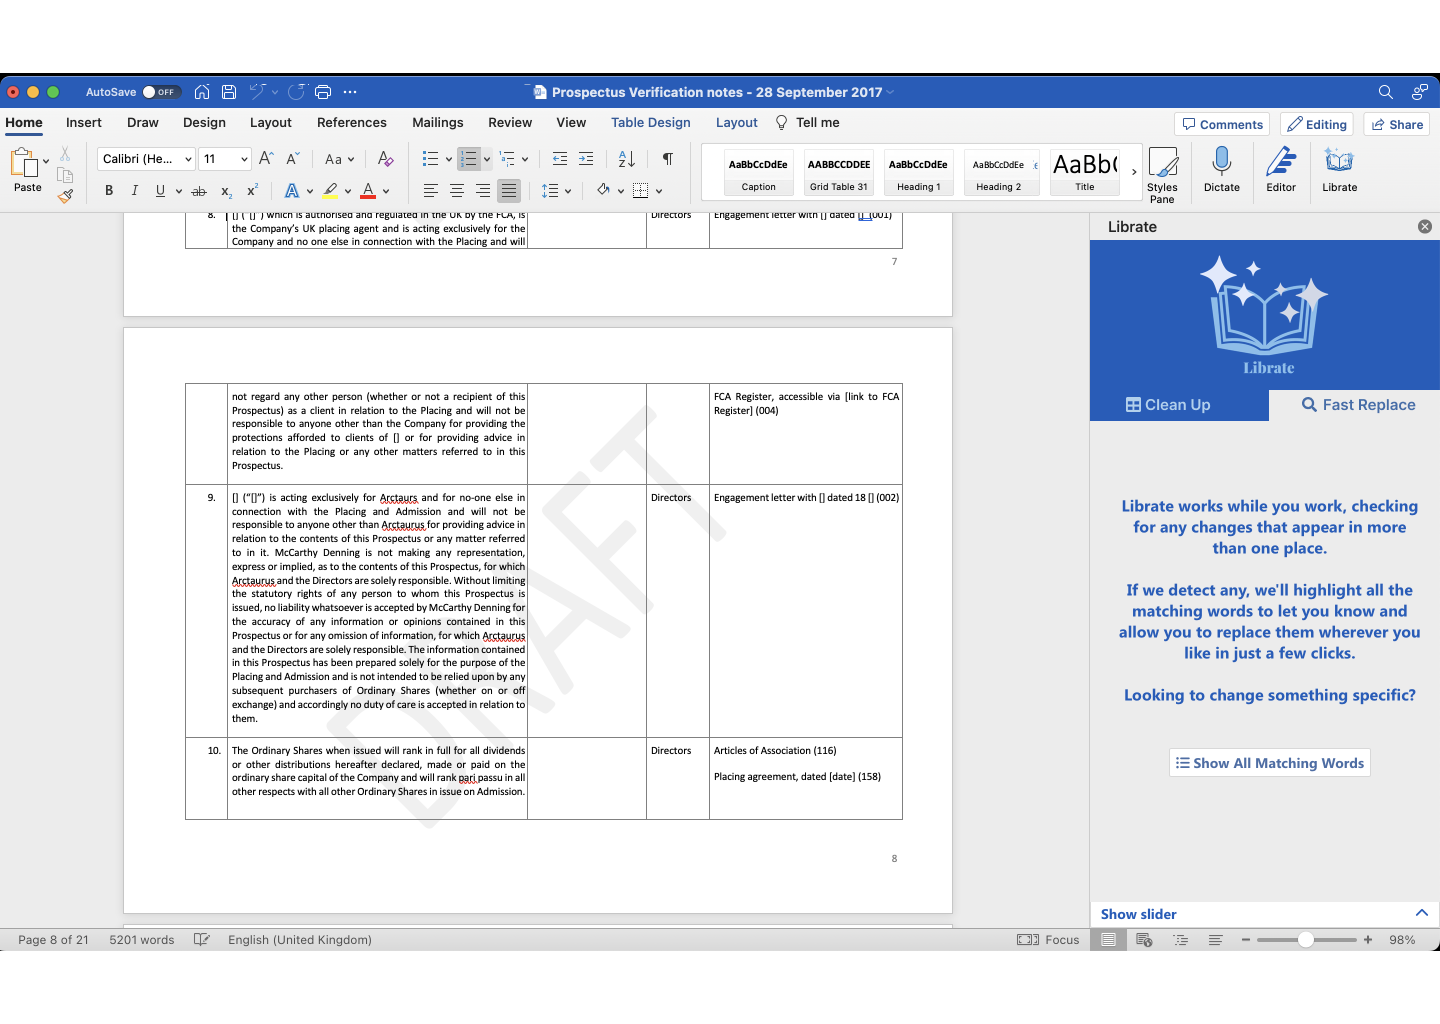 AutoSave OFF Prospectus Verification notes - 28 September 2017
Home Insert Draw Design Layout References Mailings Review View Table Design Layout Tell me Comments Editing Share
Paste Calibri (He... 11 A A Aa A
B I U ab x2 x2 A A
AaBbCcDdEe AABBCCDDEE AaBbCcDdEe AaBbCcDdEe AaBb(
Caption Grid Table 31 Heading 1 Heading 2 Title
Styles Pane Dictate Editor Librate
8. [] ("[]") which is authorised and regulated in the UK by the FCA, is Directors Engagement letter with [] dated [] (001)
the Company's UK placing agent and is acting exclusively for the
Company and no one else in connection with the Placing and will
7
not regard any other person (whether or not a recipient of this FCA Register, accessible via [link to FCA
Prospectus) as a client in relation to the Placing and will not be Register] (004)
responsible to anyone other than the Company for providing the
protections afforded to clients of [] or for providing advice in
relation to the Placing or any other matters referred to in this
Prospectus.
9. [] ("[]") is acting exclusively for Arctaurs and for no-one else in Directors Engagement letter with [] dated 18 [] (002)
connection with the Placing and Admission and will not be
responsible to anyone other than Arctaurus for providing advice in
relation to the contents of this Prospectus or any matter referred
to in it. McCarthy Denning is not making any representation,
express or implied, as to the contents of this Prospectus, for which
Arctaurus and the Directors are solely responsible. Without limiting
the statutory rights of any person to whom this Prospectus is
issued, no liability whatsoever is accepted by McCarthy Denning for
the accuracy of any information or opinions contained in this
Prospectus or for any omission of information, for which Arctaurus
and the Directors are solely responsible. The information contained
in this Prospectus has been prepared solely for the purpose of the
Placing and Admission and is not intended to be relied upon by any
subsequent purchasers of Ordinary Shares (whether on or off
exchange) and accordingly no duty of care is accepted in relation to
them.
10. The Ordinary Shares when issued will rank in full for all dividends Directors Articles of Association (116)
or other distributions hereafter declared, made or paid on the
ordinary share capital of the Company and will rank pari passu in all Placing agreement, dated [date] (158)
other respects with all other Ordinary Shares in issue on Admission.
DRAFT
8
Librate
Librate
Clean Up Fast Replace
Librate works while you work, checking
for any changes that appear in more
than one place.
If we detect any, we'll highlight all the
matching words to let you know and
allow you to replace them wherever you
like in just a few clicks.
Looking to change something specific?
Show All Matching Words
Show slider
Page 8 of 21 5201 words English (United Kingdom) Focus 98%